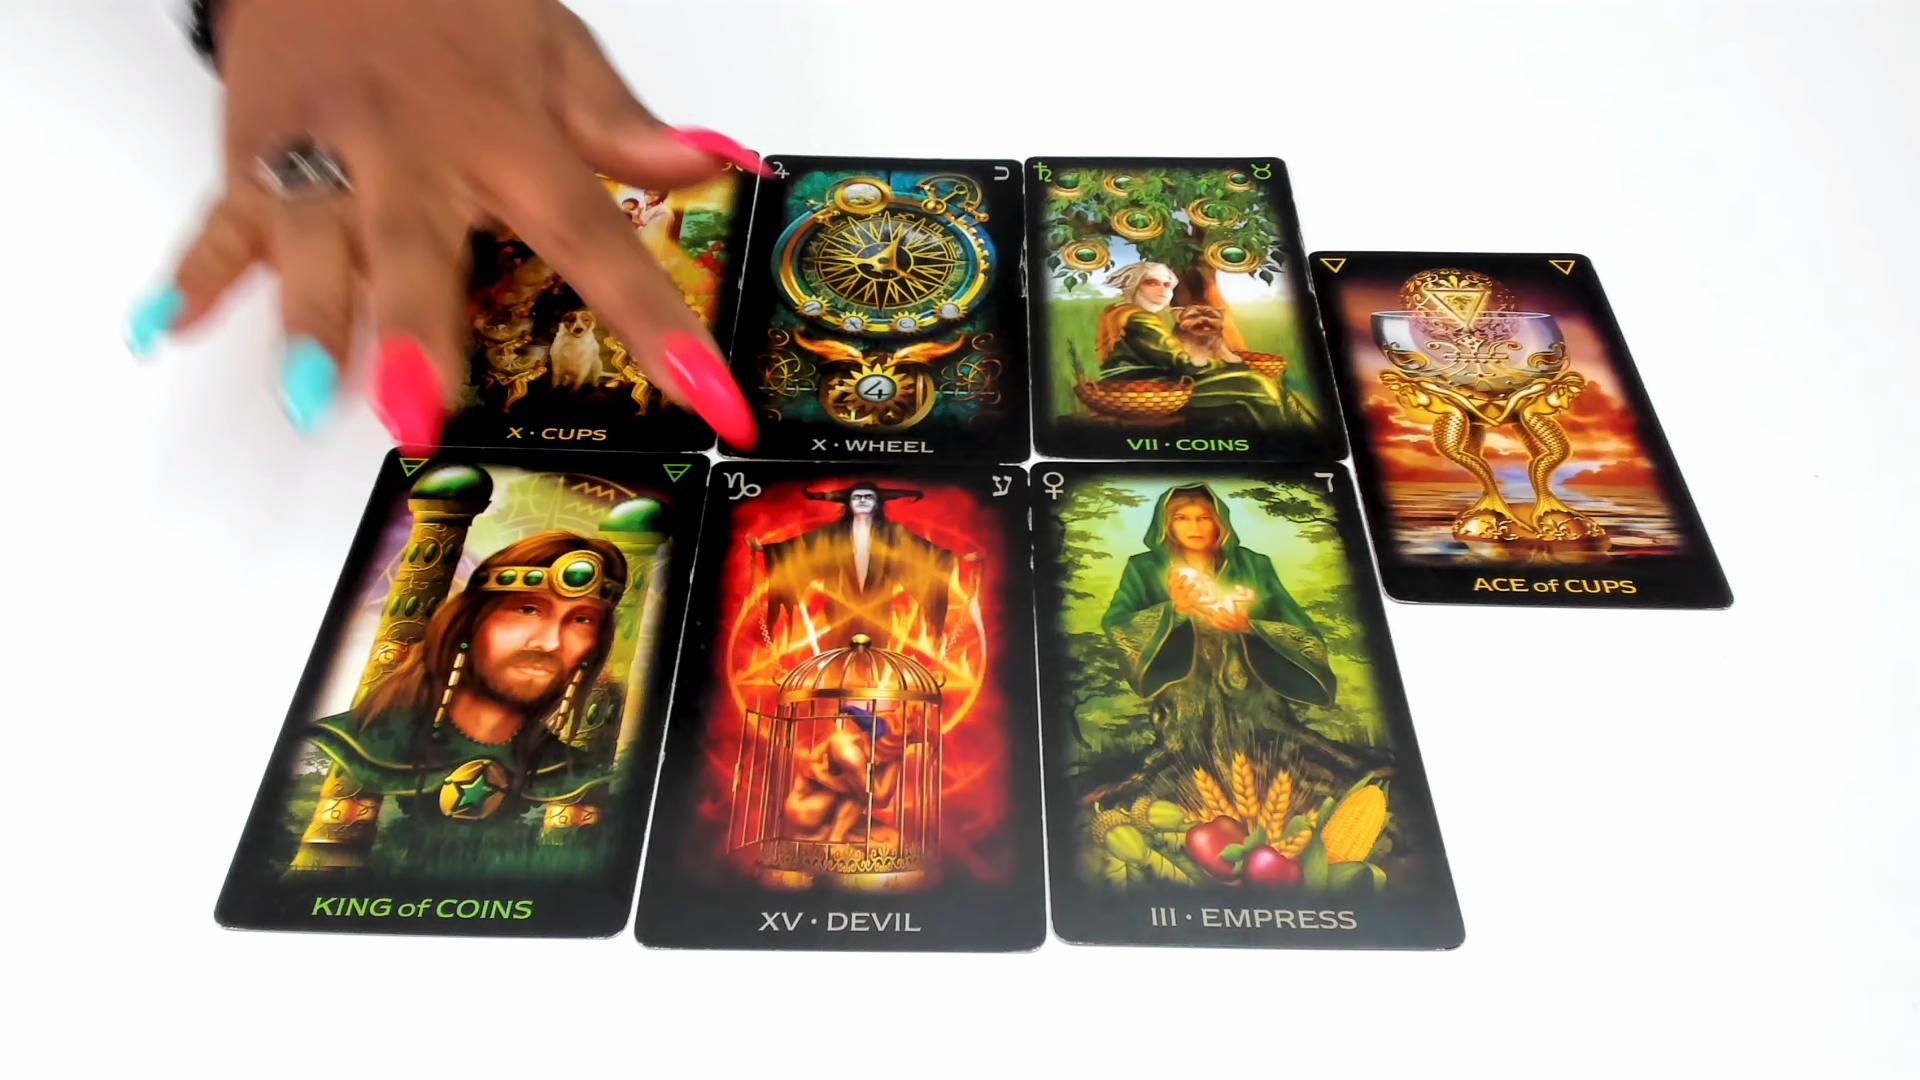 X · CUPS
X · WHEEL
VII · COINS
ACE of CUPS
KING of COINS
XV · DEVIL
III · EMPRESS